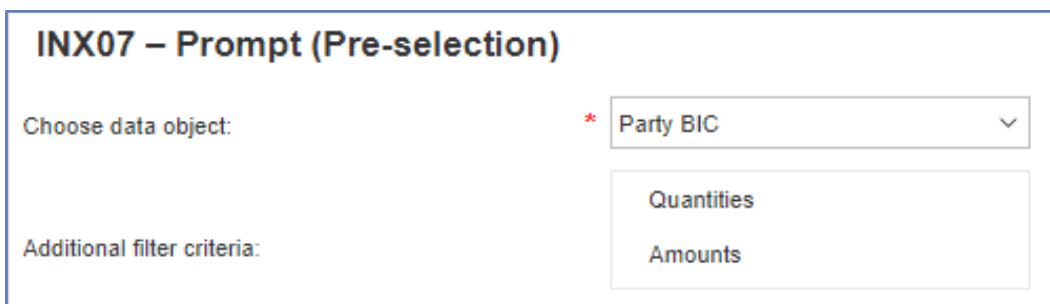 INX07 – Prompt (Pre-selection)
Choose data object:
* Party BIC
Quantities
Additional filter criteria:
Amounts